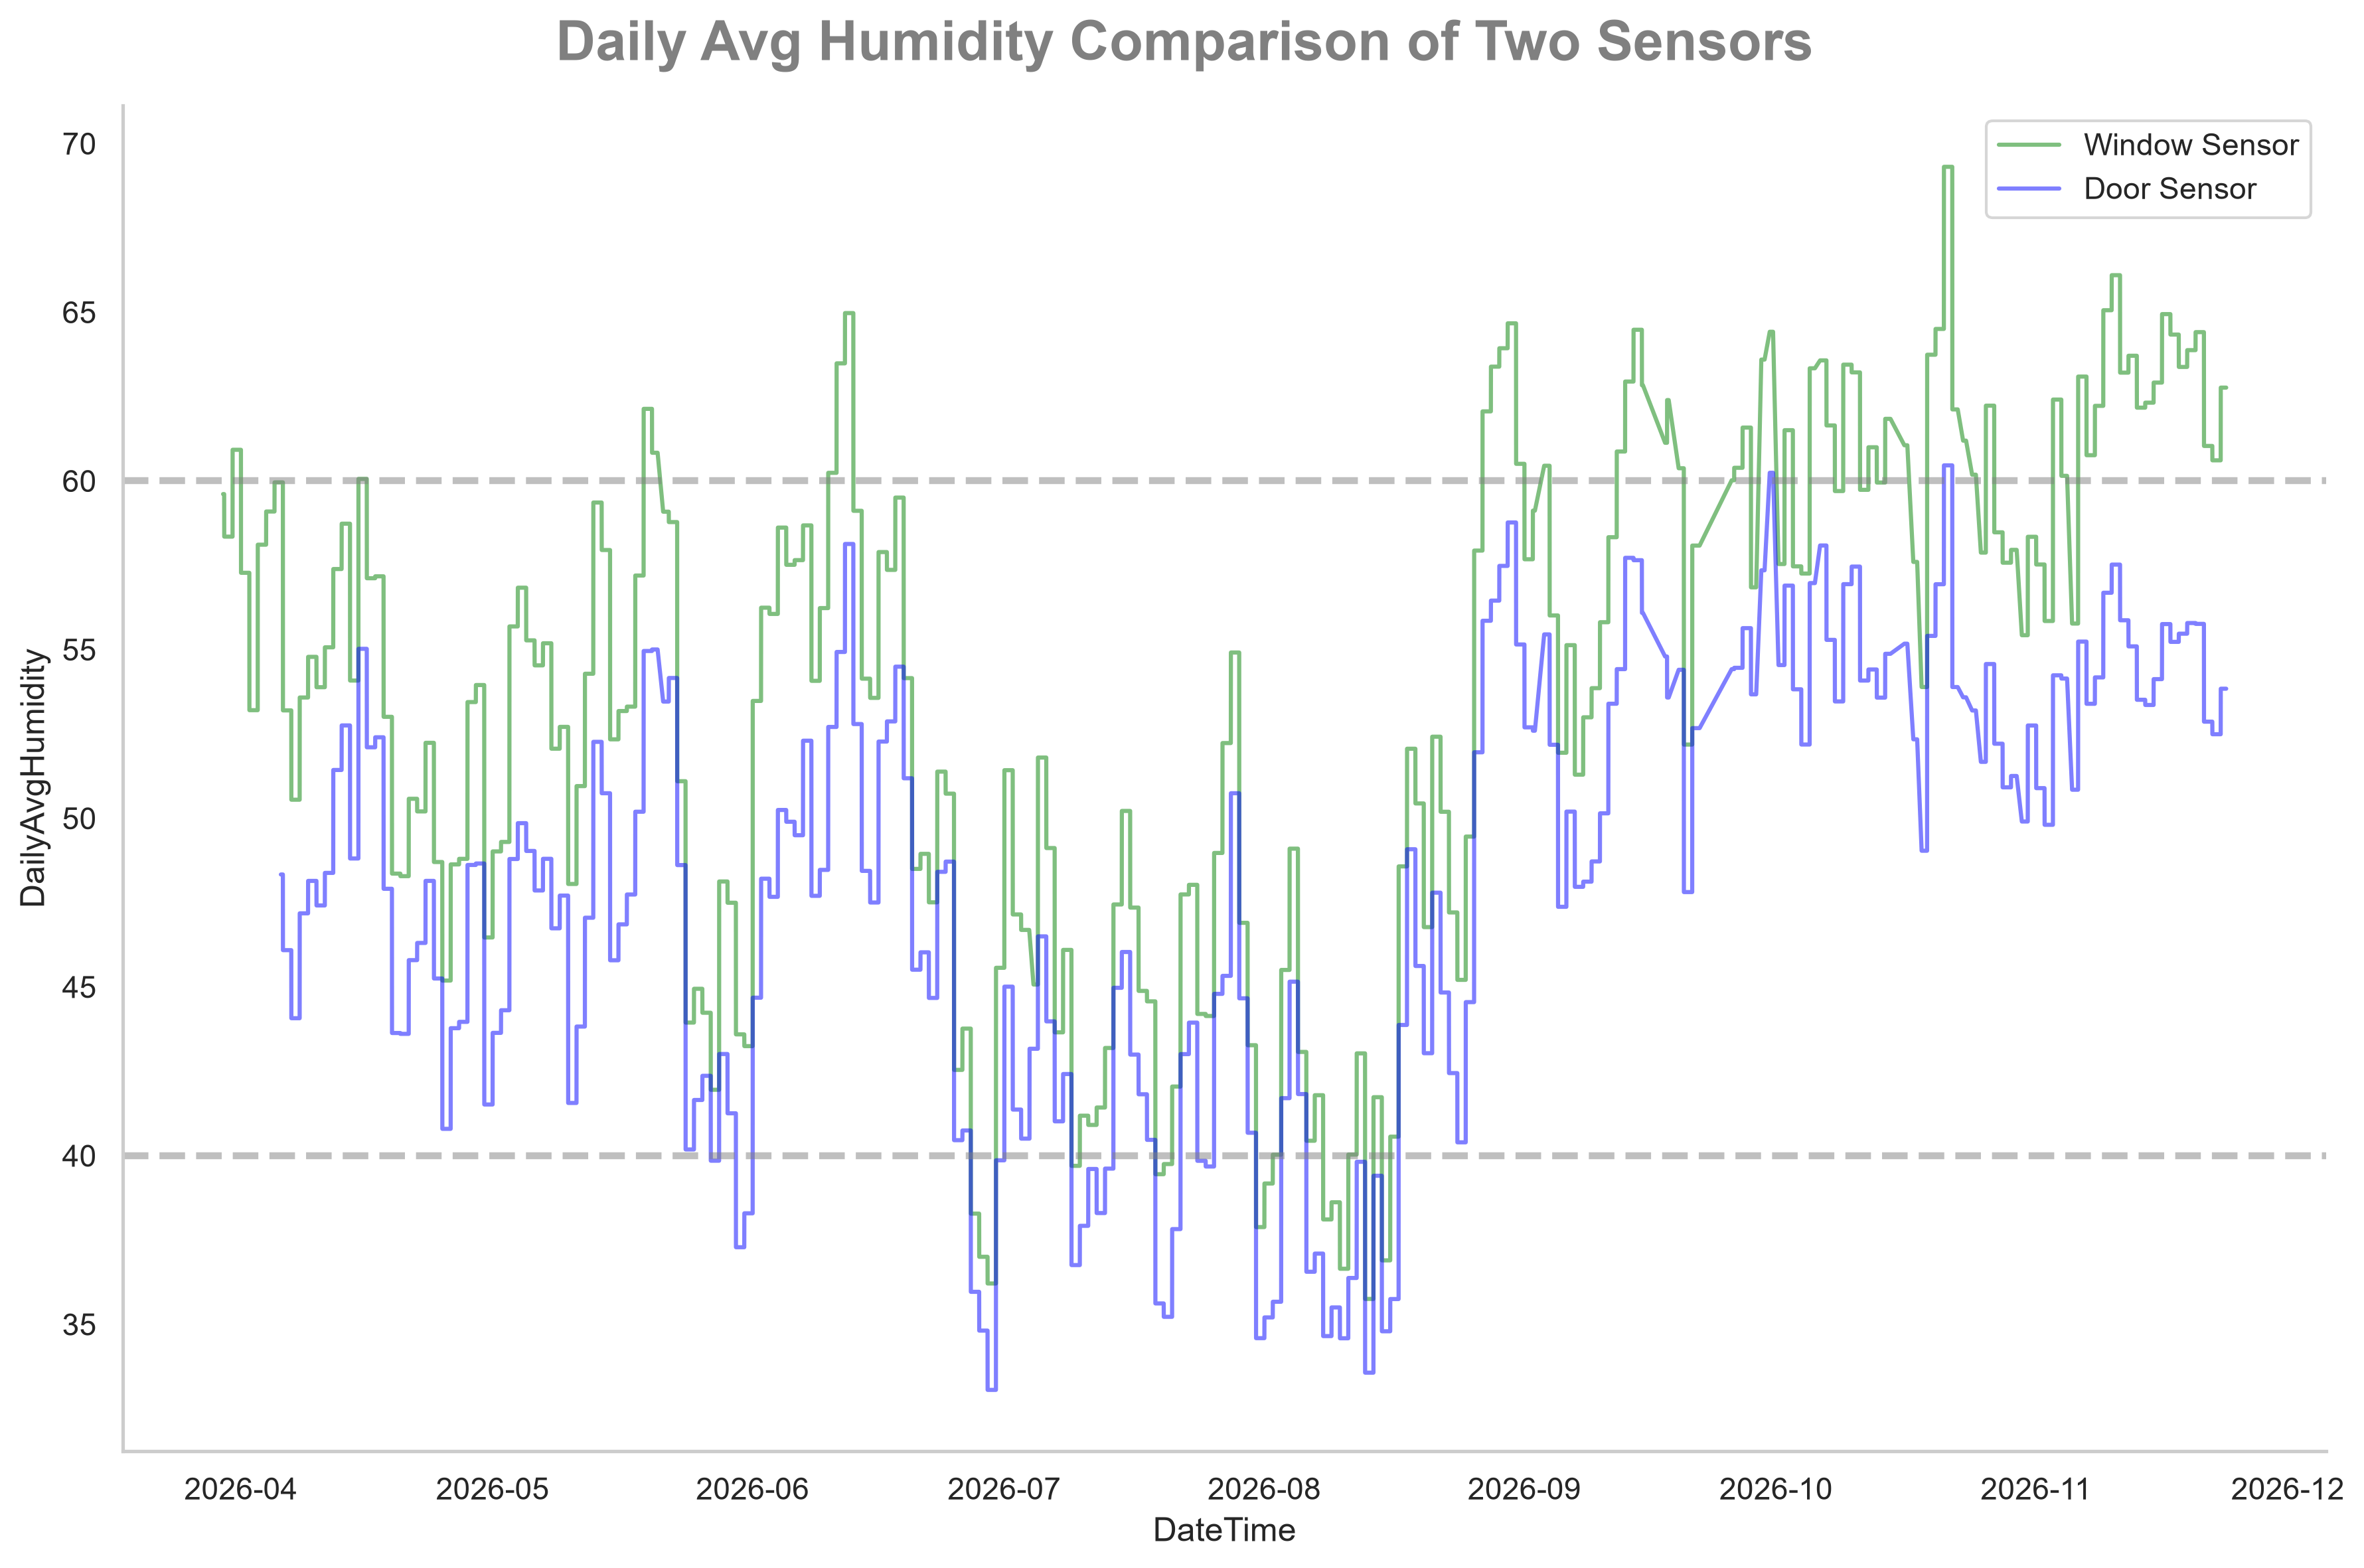 Daily Avg Humidity Comparison of Two Sensors
Window Sensor
Door Sensor
DailyAvgHumidity
70
65
60
55
50
45
40
35
2026-04 2026-05 2026-06 2026-07 2026-08 2026-09 2026-10 2026-11 2026-12
DateTime